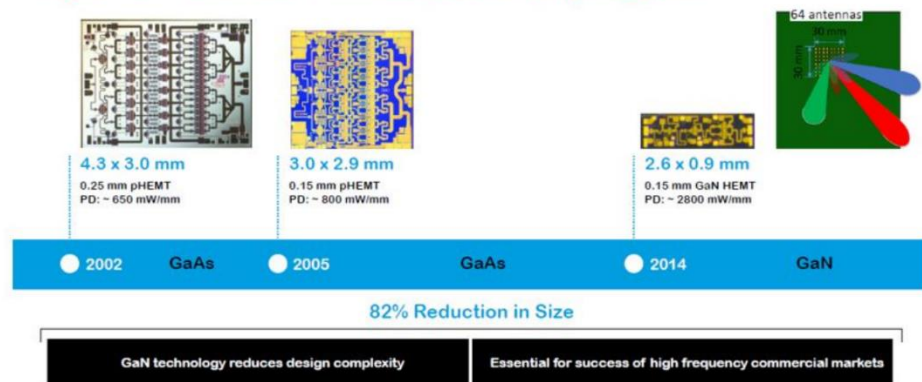 64 antennas
30 mm
30 mm
4.3 x 3.0 mm
0.25 mm pHEMT
PD: ~ 650 mW/mm
3.0 x 2.9 mm
0.15 mm pHEMT
PD: ~ 800 mW/mm
2.6 x 0.9 mm
0.15 mm GaN HEMT
PD: ~ 2800 mW/mm
2002 GaAs 2005 GaAs 2014 GaN
82% Reduction in Size
GaN technology reduces design complexity
Essential for success of high frequency commercial markets